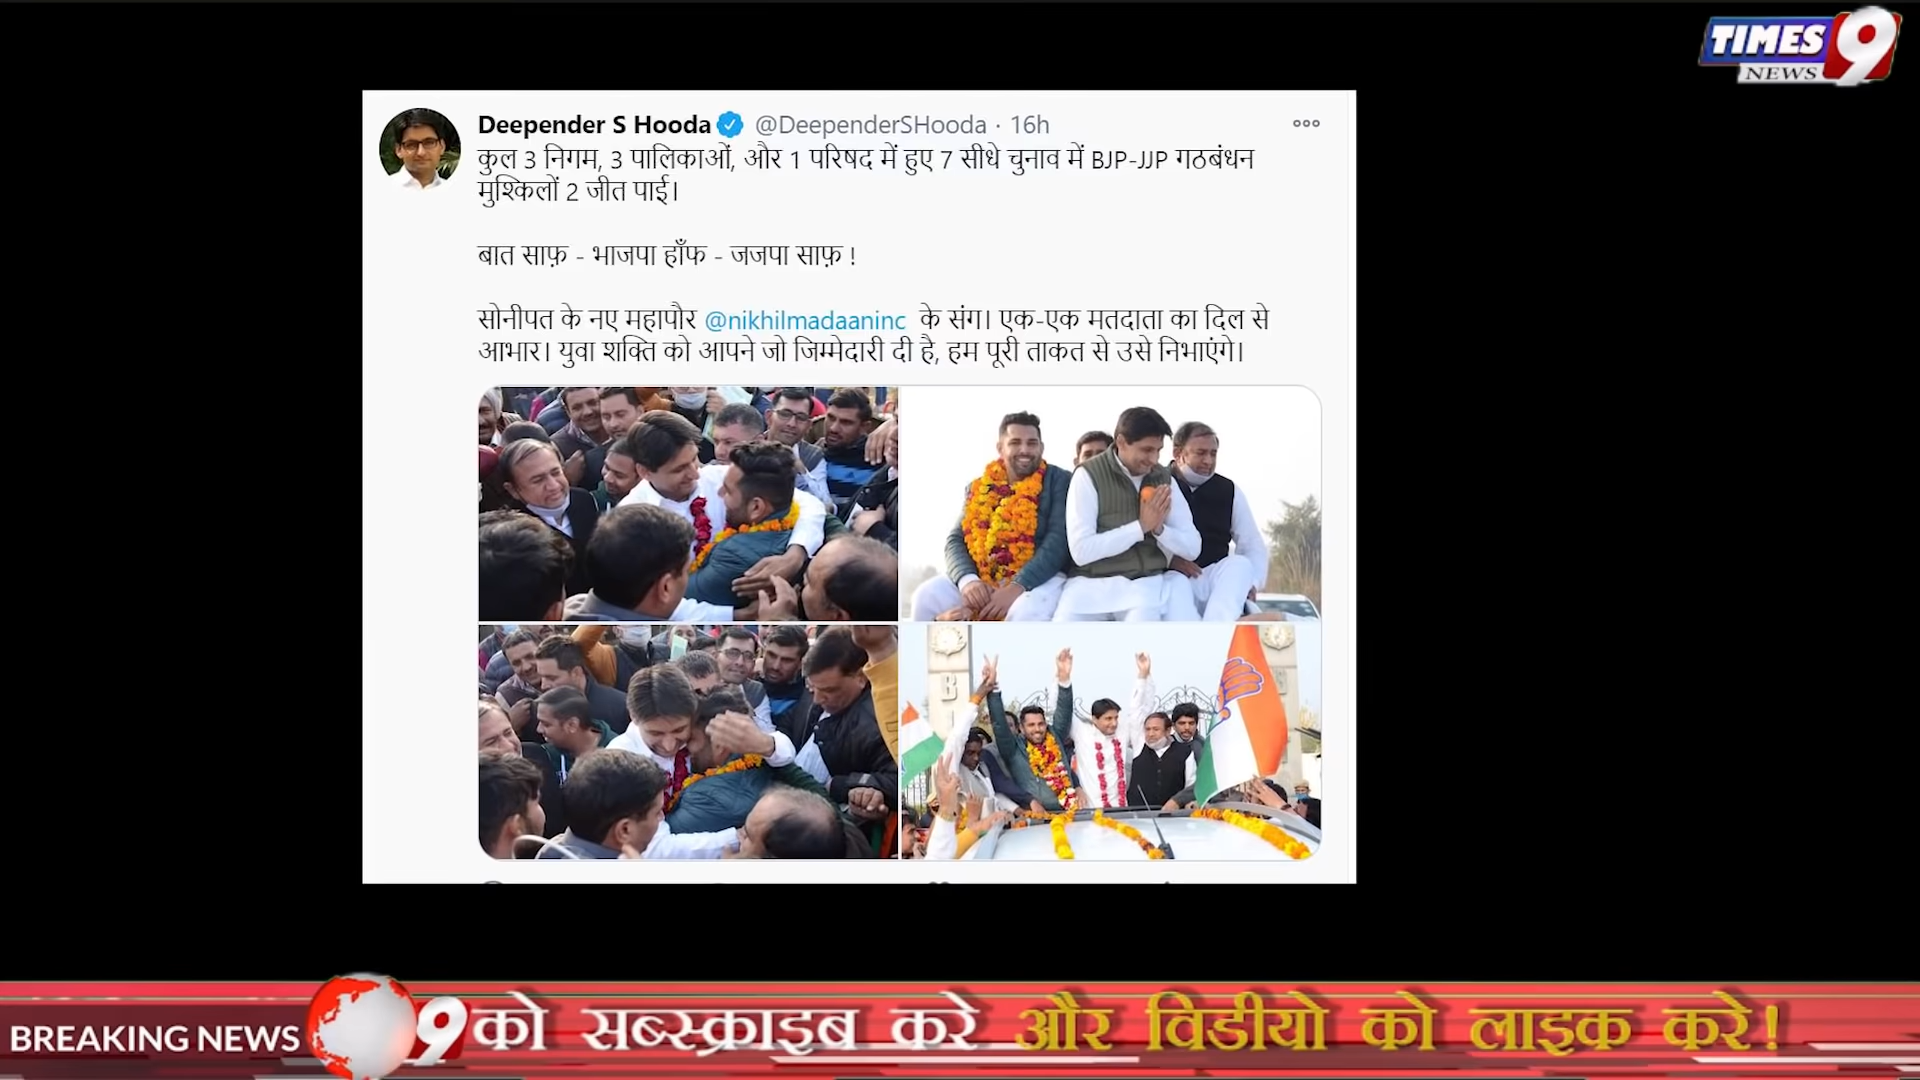 TIMES 9
NEWS
Deepender S Hooda @DeependerSHooda · 16h
कुल 3 निगम, 3 पालिकाओं, और 1 परिषद में हुए 7 सीधे चुनाव में BJP-JJP गठबंधन
मुश्किलों 2 जीत पाई।
बात साफ़ - भाजपा हाँफ - जजपा साफ़ !
सोनीपत के नए महापौर @nikhilmadaaninc के संग। एक-एक मतदाता का दिल से
आभार। युवा शक्ति को आपने जो जिम्मेदारी दी है, हम पूरी ताकत से उसे निभाएंगे।
BREAKING NEWS 9 को सब्स्क्राइब करे और विडीयो को लाइक करे!